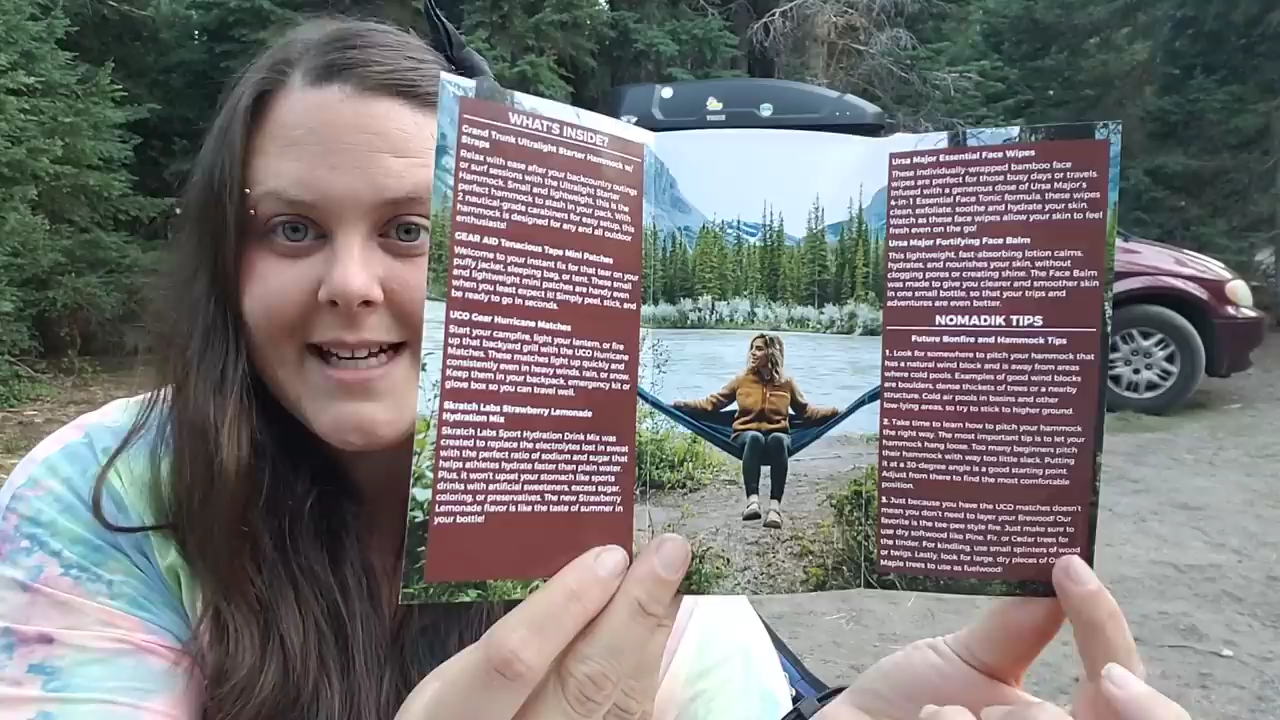 WHAT'S INSIDE?
Grand Trunk Ultralight Starter Hammock w/
Straps
Relax with ease after your backcountry outings
or surf sessions with the Ultralight Starter
Hammock. Small and lightweight, this is the
perfect hammock to stash in your pack. With
2 nautical-grade carabiners for easy setup, this
hammock is designed for any and all outdoor
enthusiasts!
GEAR AID Tenacious Tape Mini Patches
Welcome to your instant fix for that tear on your
puffy jacket, sleeping bag, or tent. These small
and lightweight mini patches are handy even
when you least expect it! Simply peel, stick, and
be ready to go in seconds.
UCO Gear Hurricane Matches
Start your campfire, light your lantern, or fire
up that backyard grill with the UCO Hurricane
Matches. These matches light up quickly and
consistently even in heavy winds, rain, or snow.
Keep them in your backpack, emergency kit or
glove box so you can travel well.
Skratch Labs Strawberry Lemonade
Hydration Mix
Skratch Labs Sport Hydration Drink Mix was
created to replace the electrolytes lost in sweat
with the perfect ratio of sodium and sugar that
helps athletes hydrate faster than plain water.
Plus, it won't upset your stomach like sports
drinks with artificial sweeteners, excess sugar,
coloring, or preservatives. The new Strawberry
Lemonade flavor is like the taste of summer in
your bottle!
Ursa Major Essential Face Wipes
These individually-wrapped bamboo face
wipes are perfect for those busy days or travels.
Infused with a generous dose of Ursa Major's
4-in-1 Essential Face Tonic formula, these wipes
clean, exfoliate, soothe and hydrate your skin.
Watch as these face wipes allow your skin to feel
fresh even on the go!
Ursa Major Fortifying Face Balm
This lightweight, fast-absorbing lotion calms,
hydrates, and nourishes your skin, without
clogging pores or creating shine. The Face Balm
was made to give you clearer and smoother skin
in one small bottle, so that your trips and
adventures are even better.
NOMADIK TIPS
Future Bonfire and Hammock Tips
1. Look for somewhere to pitch your hammock that
has a natural wind block and is away from areas
where cold pools. Examples of good wind blocks
are boulders, dense thickets of trees or a nearby
structure. Cold air pools in basins and other
low-lying areas, so try to stick to higher ground.
2. Take time to learn how to pitch your hammock
the right way. The most important tip is to let your
hammock hang loose. Too many beginners pitch
their hammock with way too little slack. Putting
it at a 30-degree angle is a good starting point.
Adjust from there to find the most comfortable
position.
3. Just because you have the UCO matches doesn't
mean you don't need to layer your firewood! Our
favorite is the tee-pee style fire. Just make sure to
use dry softwood like Pine, Fir, or Cedar trees for
the tinder. For kindling, use small splinters of wood
or twigs. Lastly, look for large, dry pieces of
Maple trees to use as fuelwood!